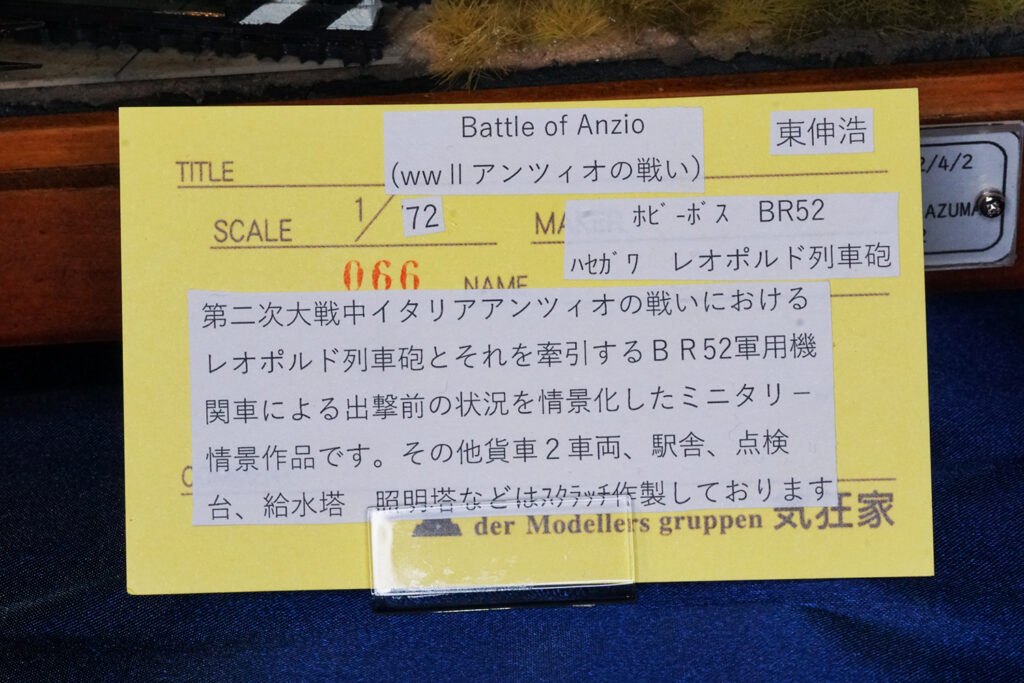 Battle of Anzio
東伸浩
TITLE
(wwⅡアンツィオの戦い)
SCALE 1/72
ﾎﾋﾞｰﾎﾞｽ BR52
ﾊｾｶﾞﾜ レオポルド列車砲
066
NAME
第二次大戦中イタリアアンツィオの戦いにおける
レオポルド列車砲とそれを牽引するＢＲ52軍用機
関車による出撃前の状況を情景化したミニタリー
情景作品です。その他貨車２車両、駅舎、点検
台、給水塔 照明塔などはｽｸﾗｯﾁ作製しております
der Modellers gruppen 気狂家
/4/2
AZUMA